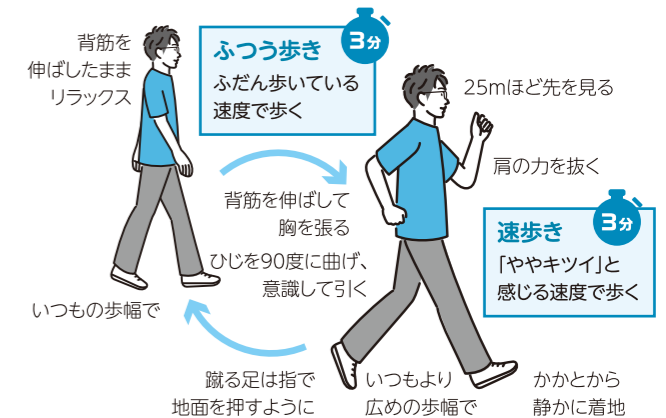 背筋を
伸ばしたまま
リラックス
ふつう歩き
3分
ふだん歩いている
速度で歩く
いつもの歩幅で
25mほど先を見る
肩の力を抜く
背筋を伸ばして
胸を張る
ひじを90度に曲げ、
意識して引く
速歩き
3分
「ややキツイ」と
感じる速度で歩く
蹴る足は指で
地面を押すように
いつもより
広めの歩幅で
かかとから
静かに着地